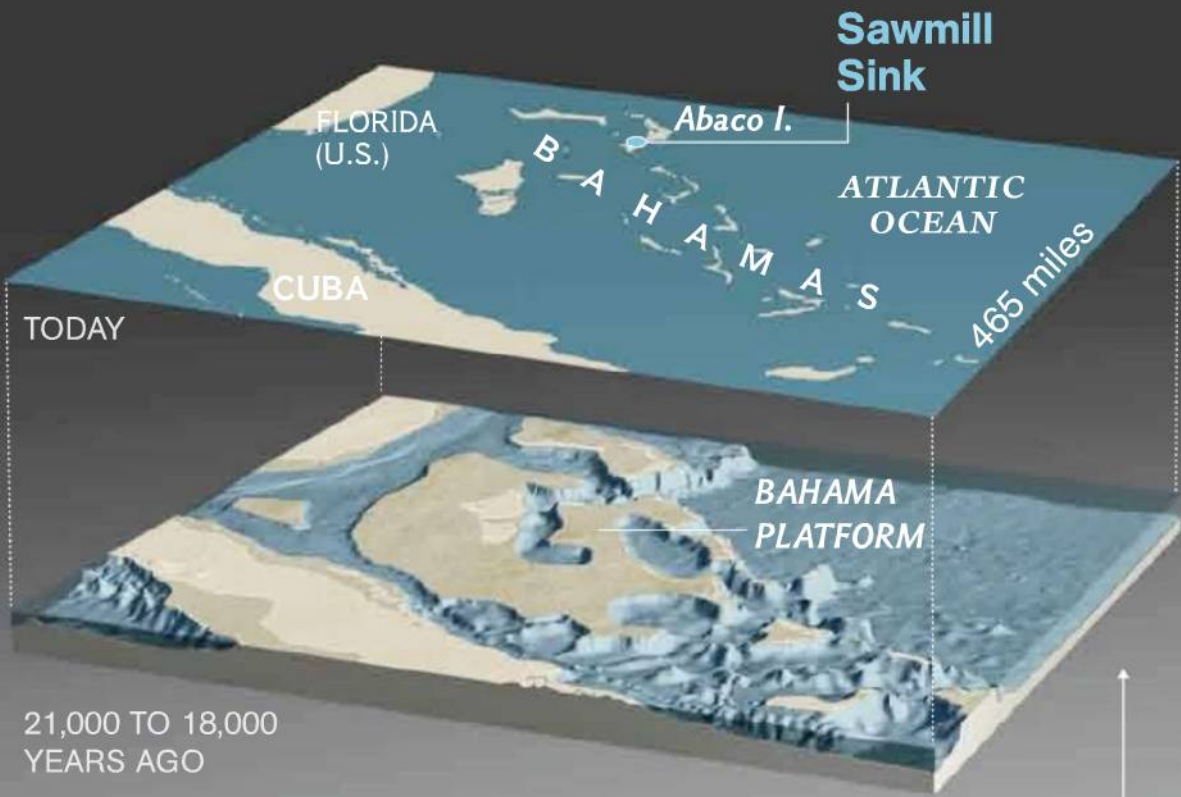 Sawmill
Sink
FLORIDA
(U.S.)
Abaco I.
BAHAMAS
ATLANTIC
OCEAN
CUBA
465 miles
TODAY
BAHAMA
PLATFORM
21,000 TO 18,000
YEARS AGO